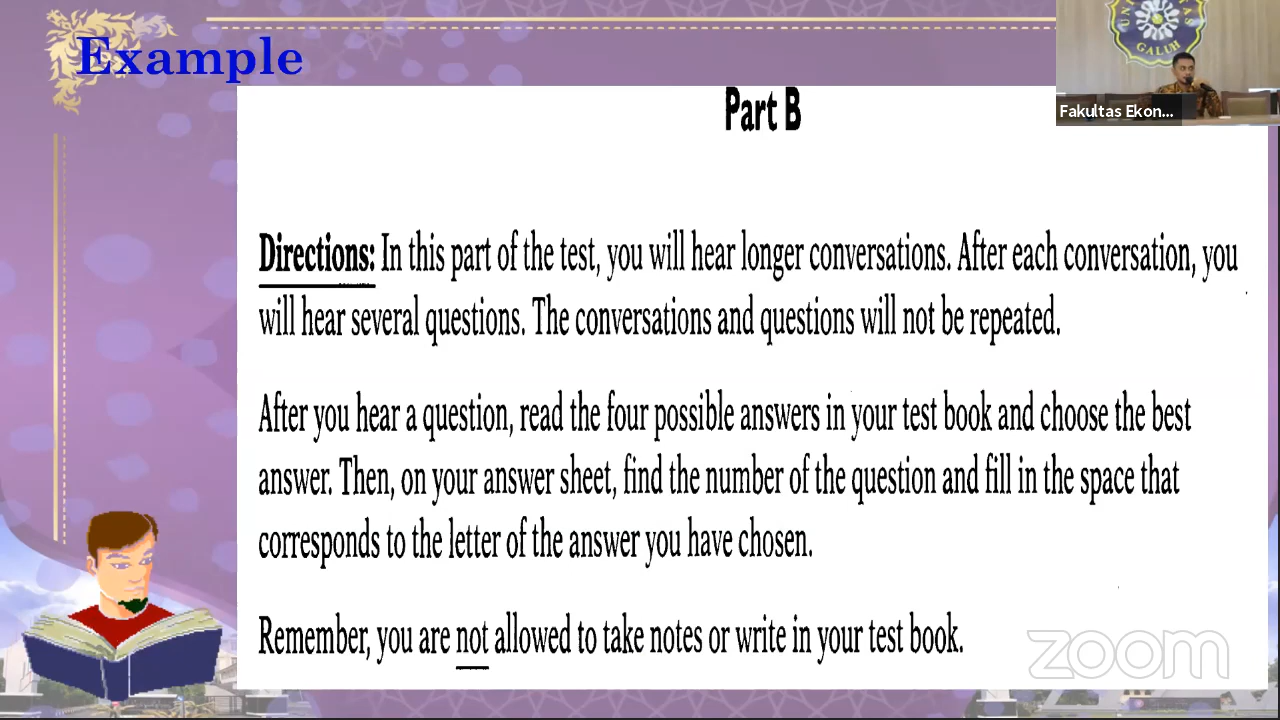 Example
Part B
UNIVERSITAS
GALUH
Fakultas Ekon...
Directions: In this part of the test, you will hear longer conversations. After each conversation, you
will hear several questions. The conversations and questions will not be repeated.
After you hear a question, read the four possible answers in your test book and choose the best
answer. Then, on your answer sheet, find the number of the question and fill in the space that
corresponds to the letter of the answer you have chosen.
Remember, you are not allowed to take notes or write in your test book.
zoom